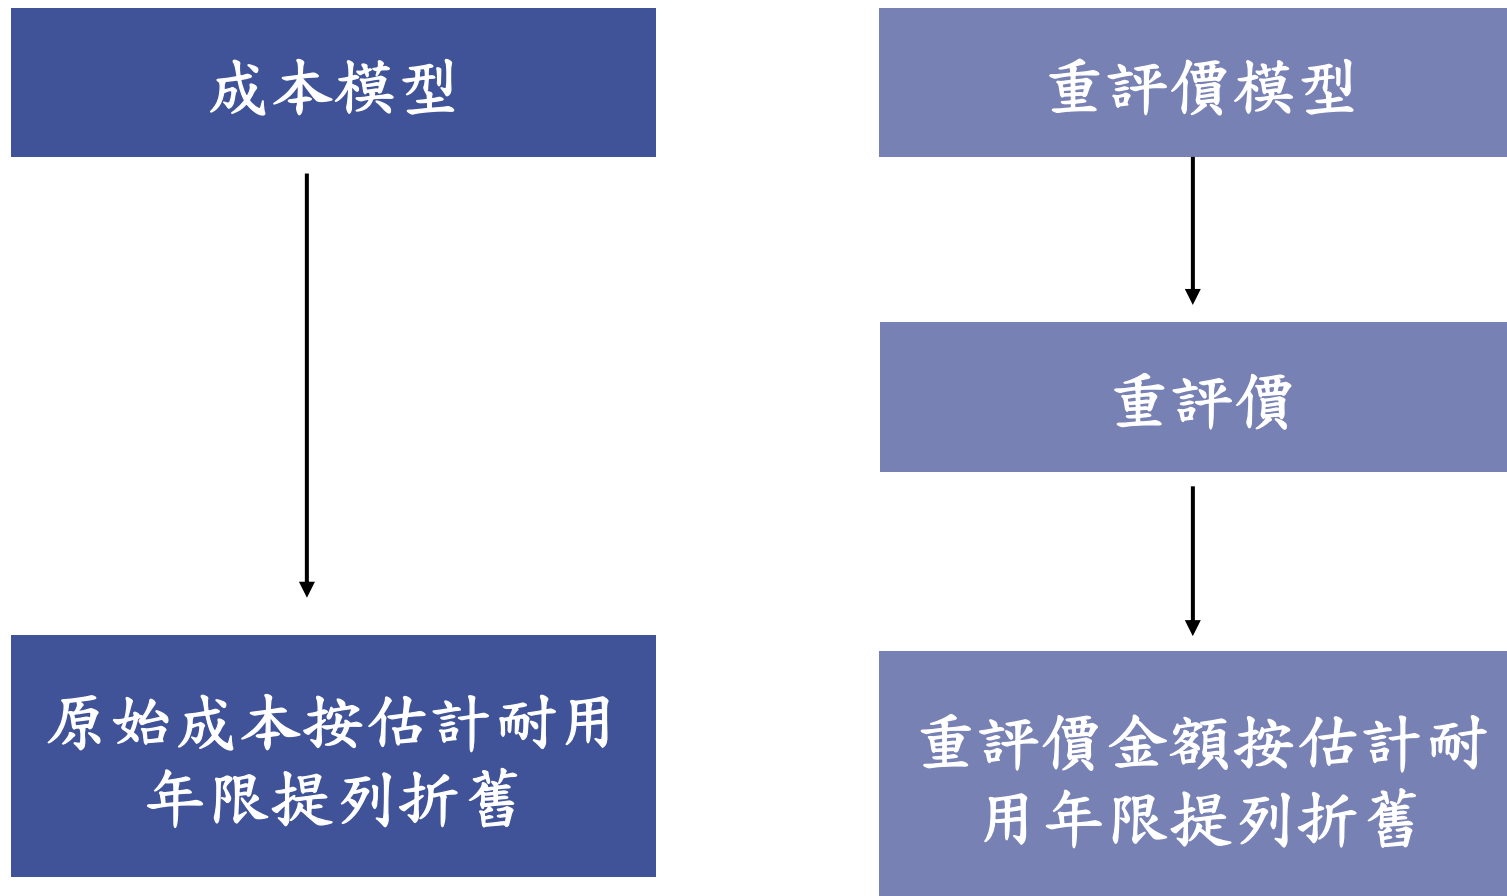 成本模型
重評價模型
重評價
原始成本按估計耐用
年限提列折舊
重評價金額按估計耐
用年限提列折舊